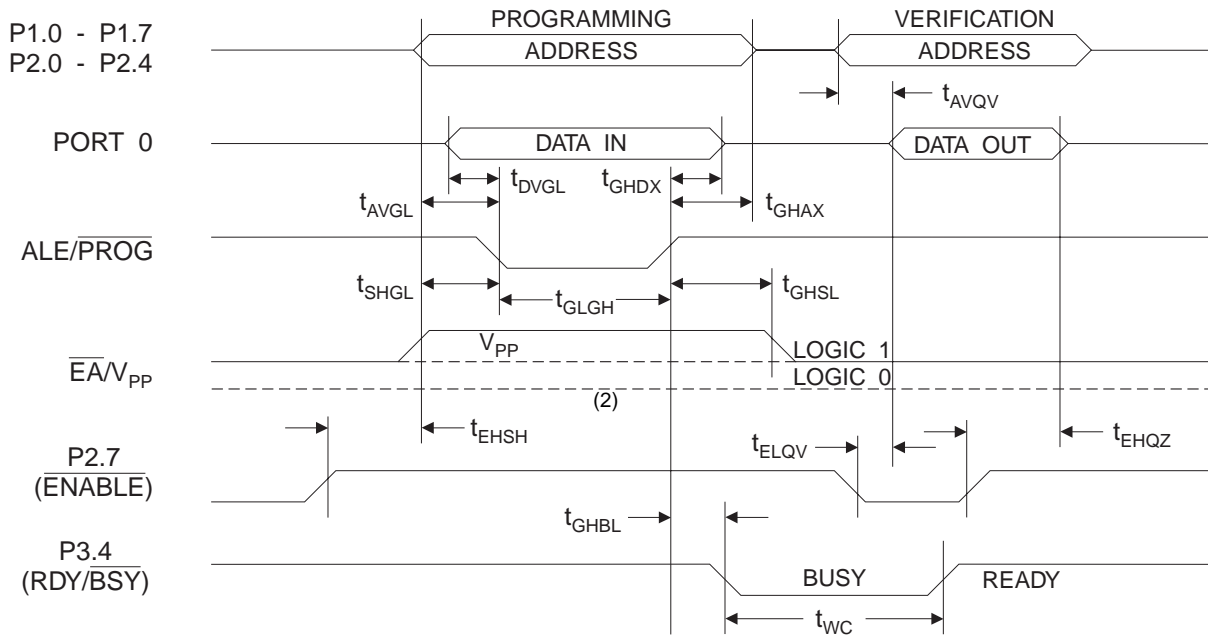 PROGRAMMING VERIFICATION
P1.0 - P1.7
P2.0 - P2.4
ADDRESS ADDRESS
tAVQV
PORT 0 DATA IN DATA OUT
tDVGL tGHDX
tAVGL tGHAX
ALE/PROG
tSHGL tGLGH tGHSL
EA/VPP
VPP LOGIC 1
LOGIC 0
(2)
tEHSH tELQV tEHQZ
P2.7
(ENABLE)
tGHBL
P3.4
(RDY/BSY)
BUSY READY
tWC